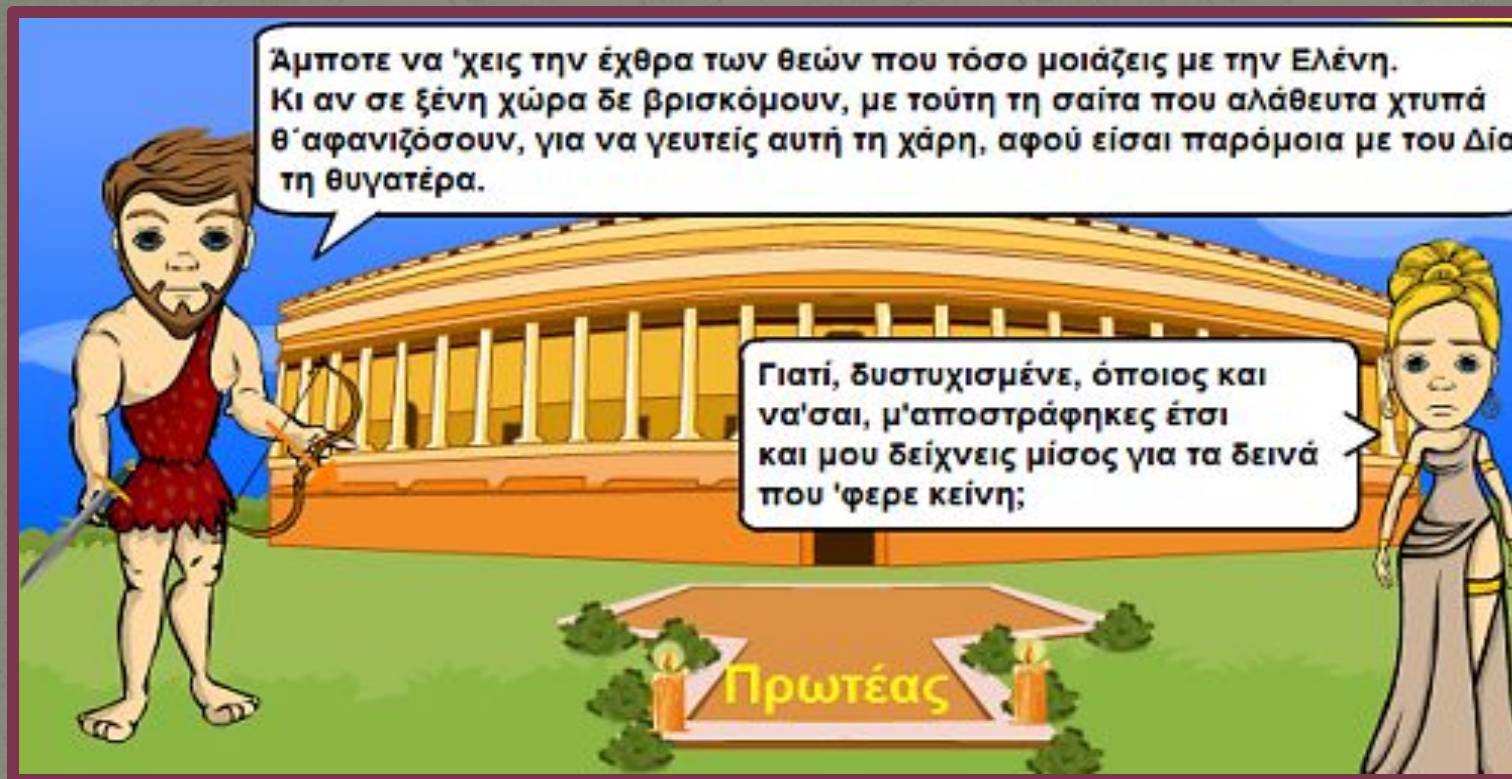 Άμποτε να 'χεις την έχθρα των θεών που τόσο μοιάζεις με την Ελένη.
Κι αν σε ξένη χώρα δε βρισκόμουν, με τούτη τη σαίτα που αλάθευτα χτυπά
θ΄αφανιζόσουν, για να γευτείς αυτή τη χάρη, αφού είσαι παρόμοια με του Δία
τη θυγατέρα.
Γιατί, δυστυχισμένε, όποιος και
να'σαι, μ'αποστράφηκες έτσι
και μου δείχνεις μίσος για τα δεινά
που 'φερε κείνη;
Πρωτέας